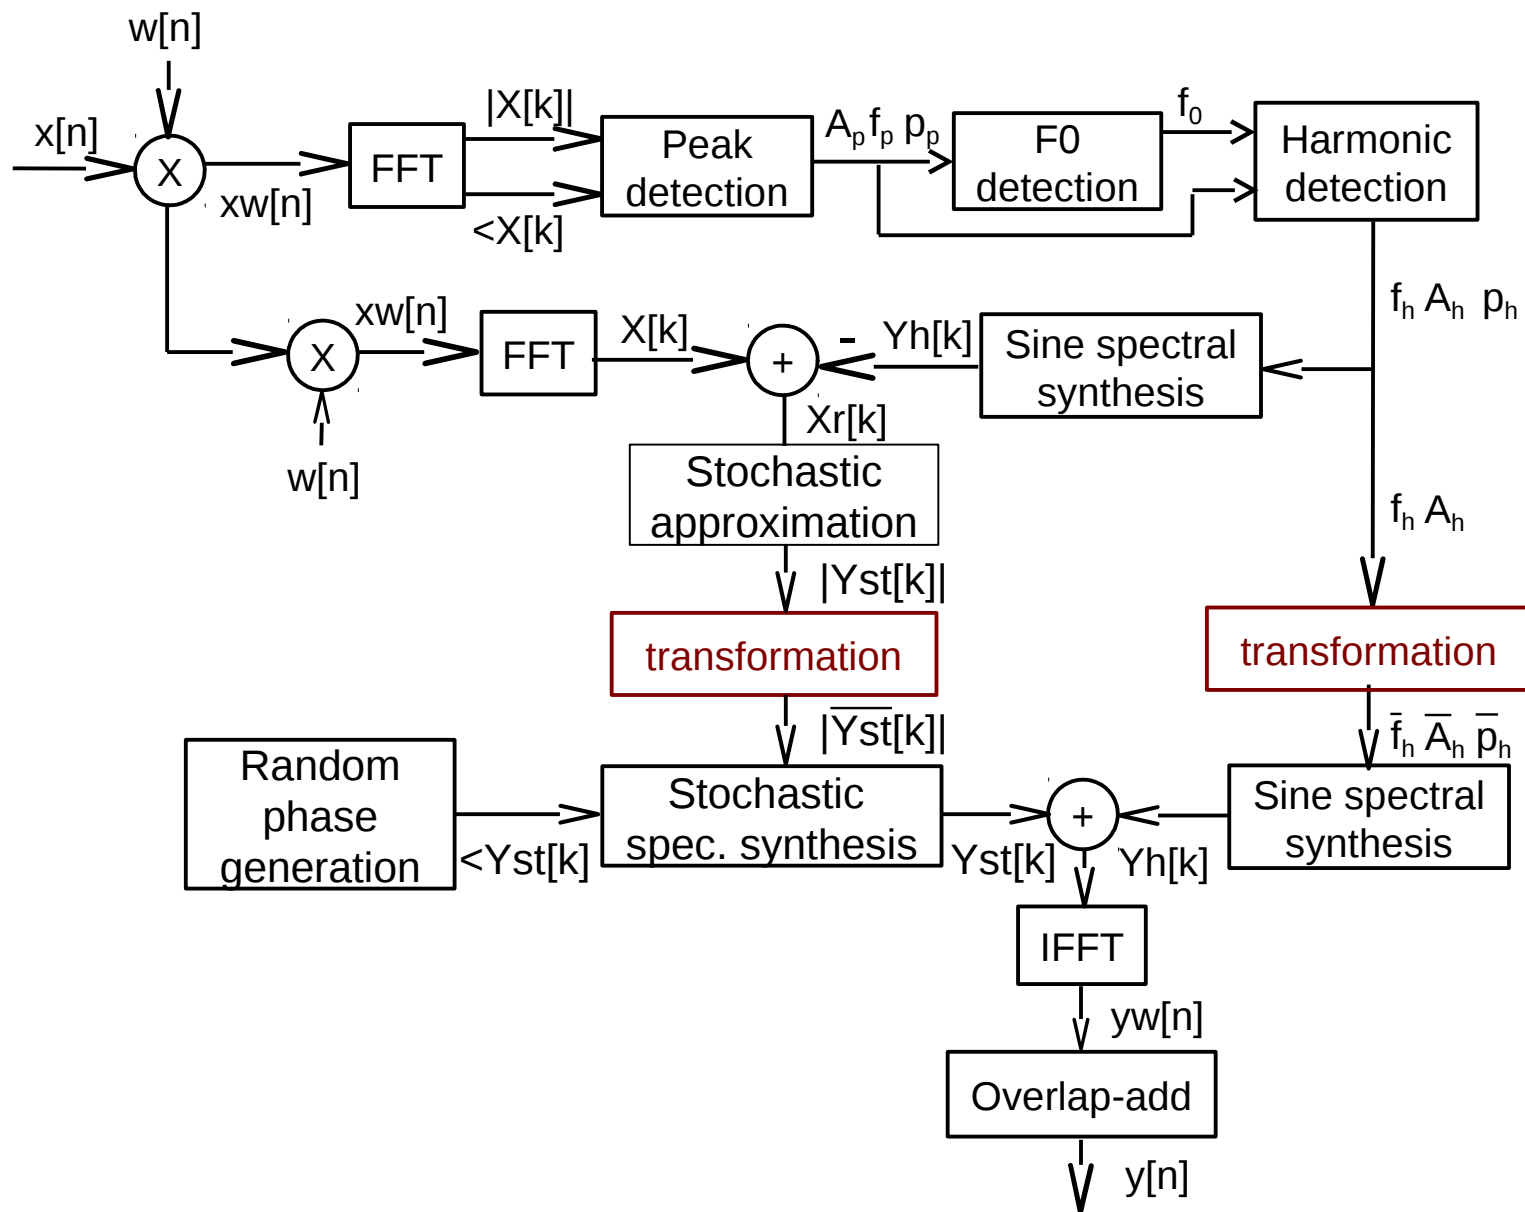 w[n]
x[n]
X
xw[n]
FFT
|X[k]|
<X[k]
Peak
detection
Aₚ fₚ pₚ
F0
detection
f₀
Harmonic
detection
fₕ Aₕ pₕ
X
w[n]
xw[n]
FFT
X[k]
+
-
Yh[k]
Sine spectral
synthesis
Xr[k]
Stochastic
approximation
fₕ Aₕ
|Yst[k]|
transformation
transformation
|Y̅s̅t̅[k]|
f̅ₕ A̅ₕ p̅ₕ
Random
phase
generation
<Yst[k]
Stochastic
spec. synthesis
Yst[k]
+
Yh[k]
Sine spectral
synthesis
IFFT
yw[n]
Overlap-add
y[n]